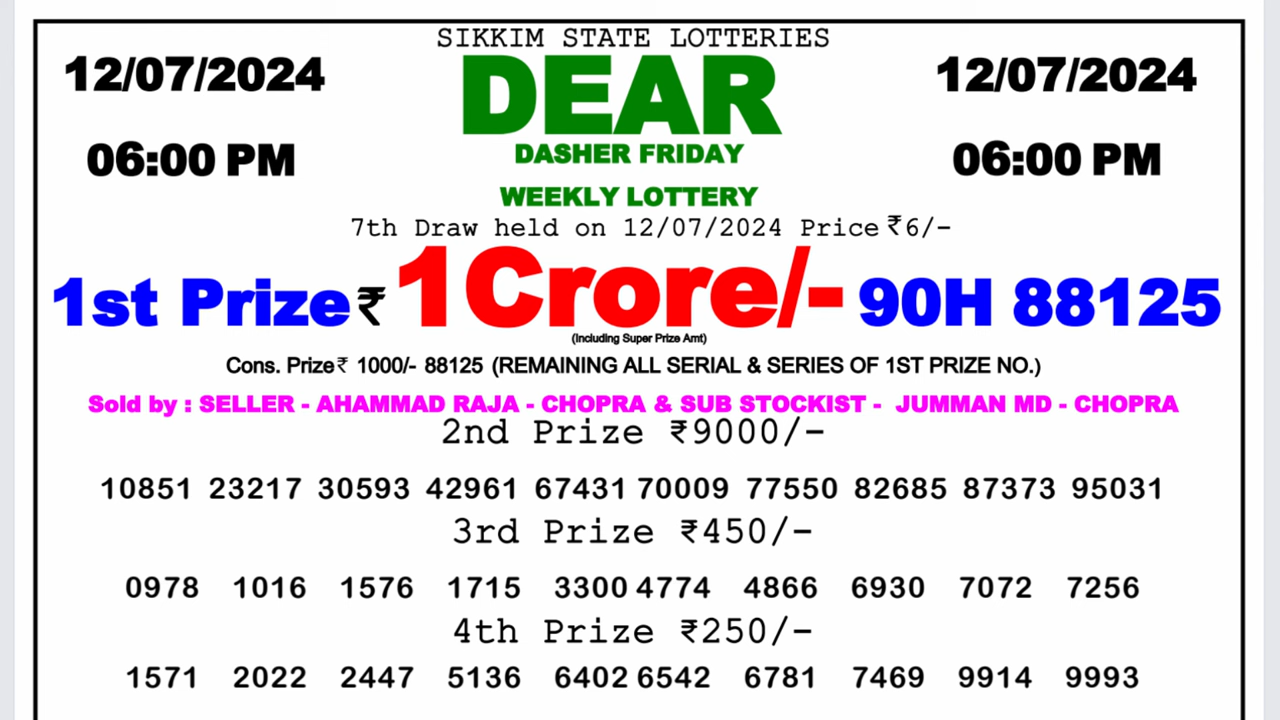 SIKKIM STATE LOTTERIES
12/07/2024 DEAR 12/07/2024
06:00 PM DASHER FRIDAY 06:00 PM
WEEKLY LOTTERY
7th Draw held on 12/07/2024 Price ₹6/-
1st Prize ₹ 1Crore/- 90H 88125
(Including Super Prize Amt)
Cons. Prize ₹ 1000/- 88125 (REMAINING ALL SERIAL & SERIES OF 1ST PRIZE NO.)
Sold by : SELLER - AHAMMAD RAJA - CHOPRA & SUB STOCKIST - JUMMAN MD - CHOPRA
2nd Prize ₹9000/-
10851 23217 30593 42961 67431 70009 77550 82685 87373 95031
3rd Prize ₹450/-
0978 1016 1576 1715 3300 4774 4866 6930 7072 7256
4th Prize ₹250/-
1571 2022 2447 5136 6402 6542 6781 7469 9914 9993